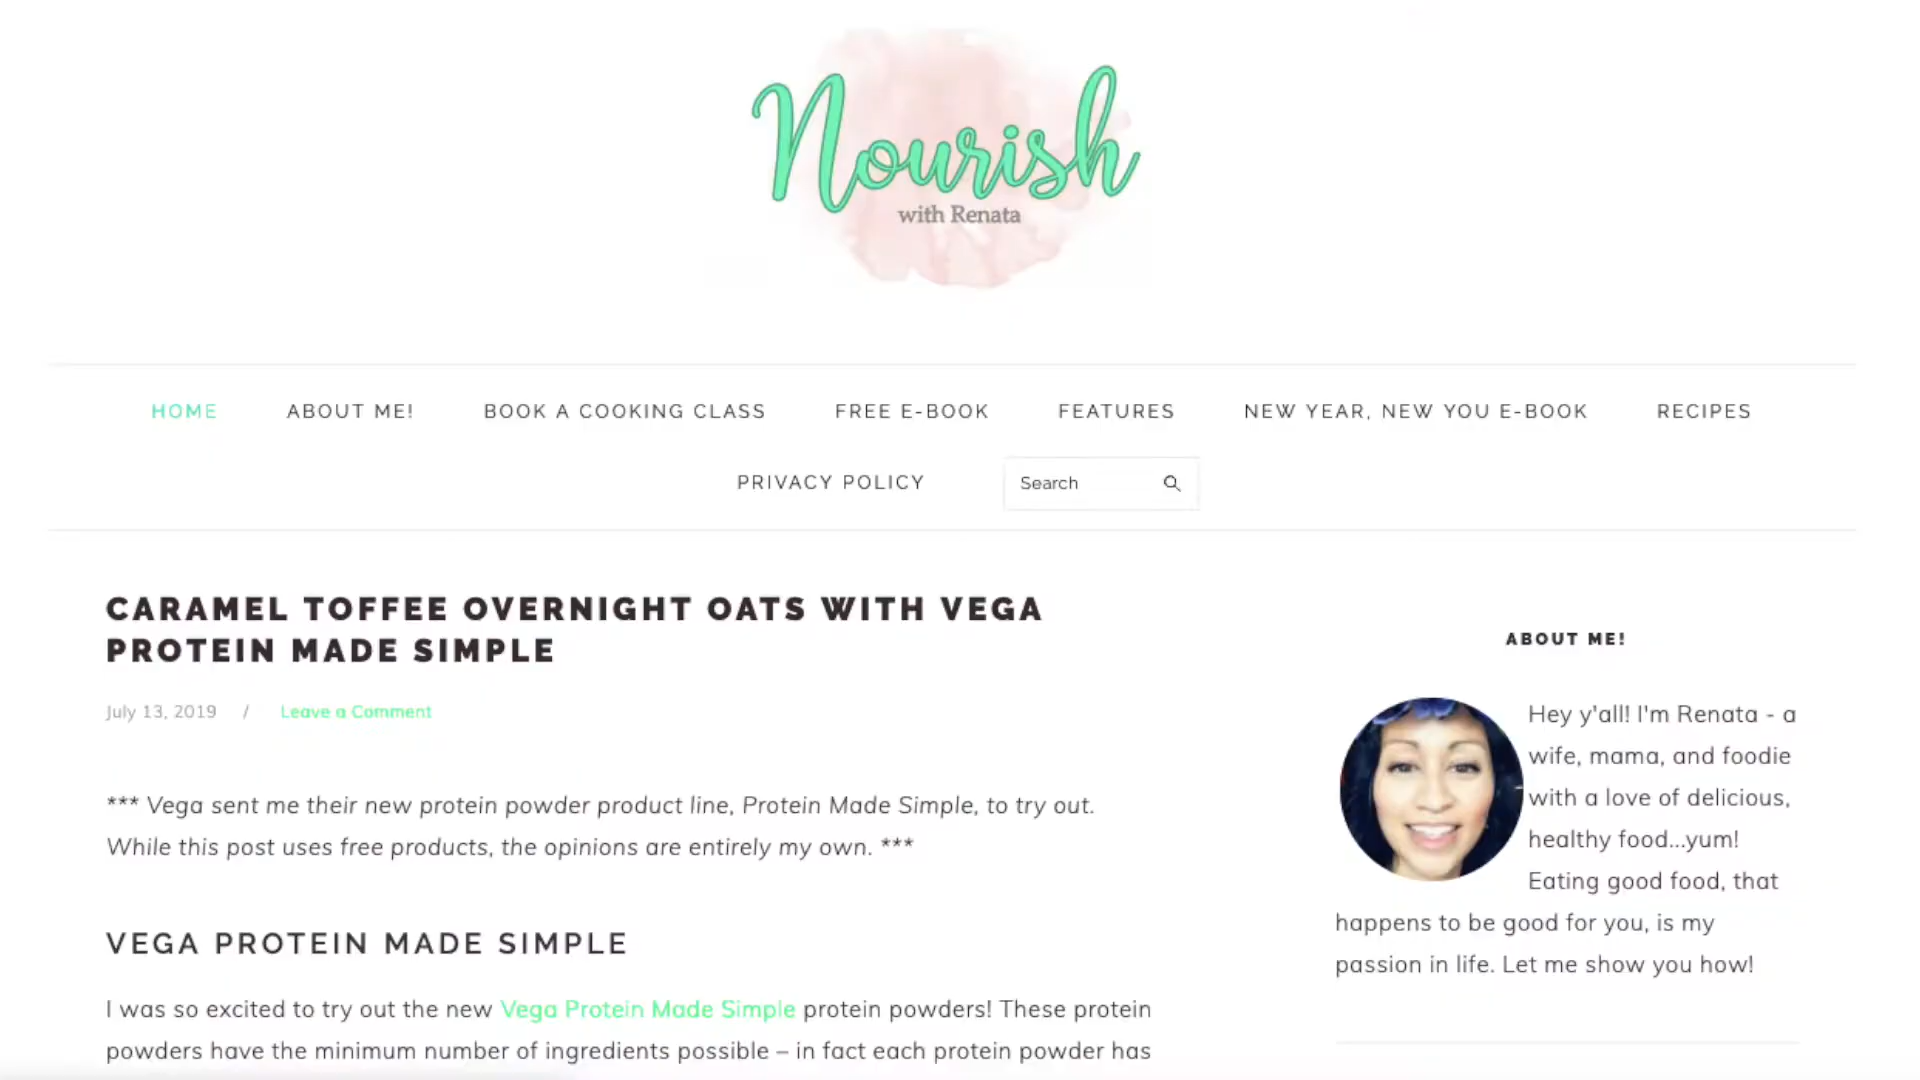 Nourish
with Renata
HOME ABOUT ME! BOOK A COOKING CLASS FREE E-BOOK FEATURES NEW YEAR, NEW YOU E-BOOK RECIPES
PRIVACY POLICY Search
CARAMEL TOFFEE OVERNIGHT OATS WITH VEGA
PROTEIN MADE SIMPLE
July 13, 2019 / Leave a Comment
*** Vega sent me their new protein powder product line, Protein Made Simple, to try out.
While this post uses free products, the opinions are entirely my own. ***
VEGA PROTEIN MADE SIMPLE
I was so excited to try out the new Vega Protein Made Simple protein powders! These protein
powders have the minimum number of ingredients possible – in fact each protein powder has
ABOUT ME!
Hey y'all! I'm Renata - a
wife, mama, and foodie
with a love of delicious,
healthy food...yum!
Eating good food, that
happens to be good for you, is my
passion in life. Let me show you how!